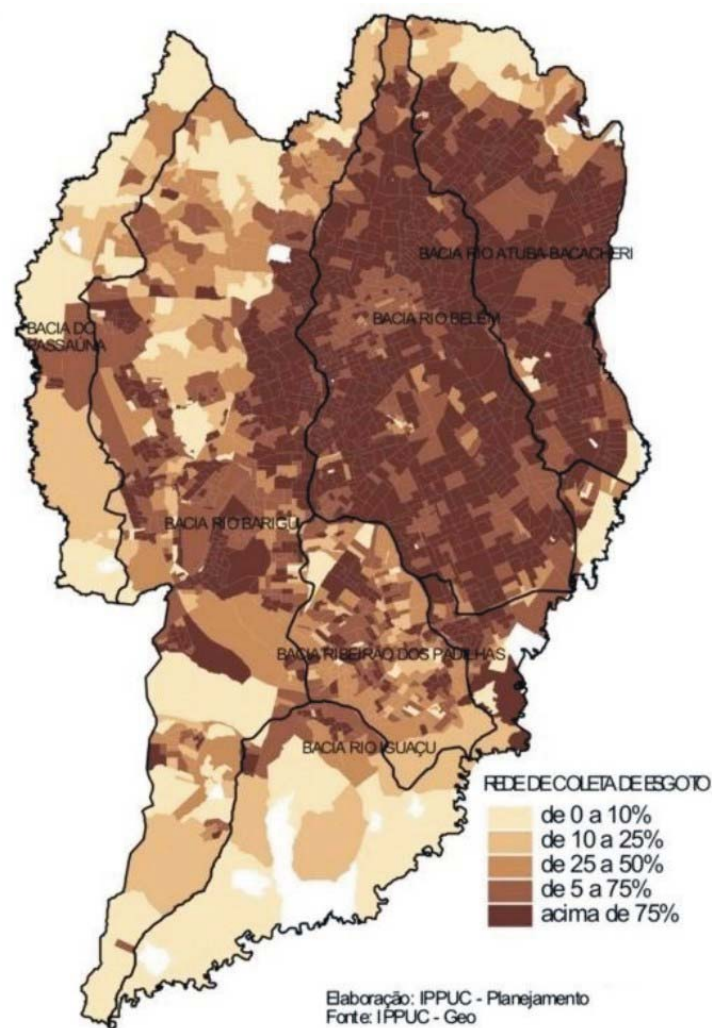 BACIA RIO ATUBA-BACACHERI
BACIA RIO BELÉM
BACIA DO
PASSAÚNA
BACIA RIO BARIGUI
BACIA RIBEIRÃO DOS PADILHAS
BACIA RIO IGUAÇU
REDE DE COLETA DE ESGOTO
de 0 a 10%
de 10 a 25%
de 25 a 50%
de 5 a 75%
acima de 75%
Elaboração: IPPUC - Planejamento
Fonte: IPPUC - Geo